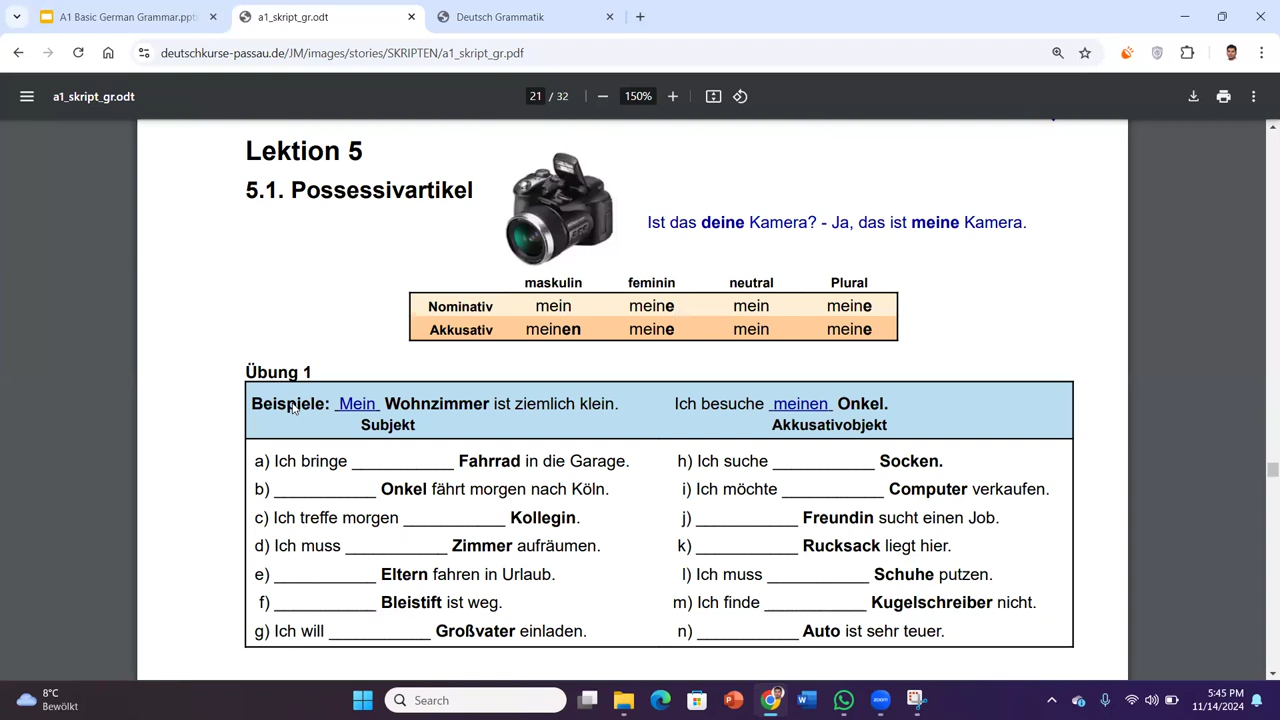 A1 Basic German Grammar.ppt
a1_skript_gr.odt
Deutsch Grammatik
deutschkurse-passau.de/JM/images/stories/SKRIPTEN/a1_skript_gr.pdf
a1_skript_gr.odt
21 / 32
150%
Lektion 5
5.1. Possessivartikel
Ist das deine Kamera? - Ja, das ist meine Kamera.
maskulin feminin neutral Plural
Nominativ mein meine mein meine
Akkusativ meinen meine mein meine
Übung 1
Beispiele: _Mein_ Wohnzimmer ist ziemlich klein. Ich besuche _meinen_ Onkel.
Subjekt Akkusativobjekt
a) Ich bringe ___________ Fahrrad in die Garage. h) Ich suche ___________ Socken.
b) ___________ Onkel fährt morgen nach Köln. i) Ich möchte ___________ Computer verkaufen.
c) Ich treffe morgen ___________ Kollegin. j) ___________ Freundin sucht einen Job.
d) Ich muss ___________ Zimmer aufräumen. k) ___________ Rucksack liegt hier.
e) ___________ Eltern fahren in Urlaub. l) Ich muss ___________ Schuhe putzen.
f) ___________ Bleistift ist weg. m) Ich finde ___________ Kugelschreiber nicht.
g) Ich will ___________ Großvater einladen. n) ___________ Auto ist sehr teuer.
8°C
Bewölkt
Search
5:45 PM
11/14/2024